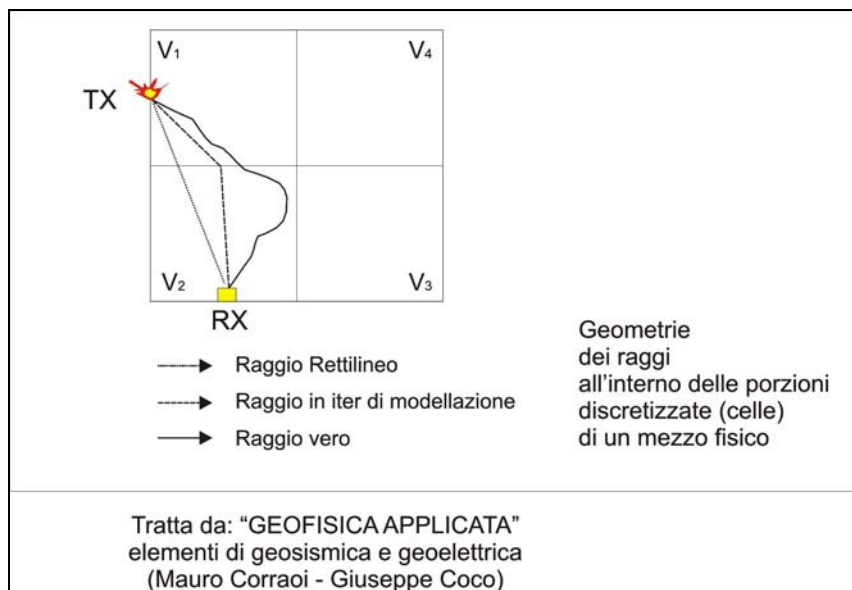 V1
V4
TX
V2
V3
RX
Raggio Rettilineo
Raggio in iter di modellazione
Raggio vero
Geometrie
dei raggi
all'interno delle porzioni
discretizzate (celle)
di un mezzo fisico
Tratta da: "GEOFISICA APPLICATA"
elementi di geosismica e geoelettrica
(Mauro Corraoi - Giuseppe Coco)